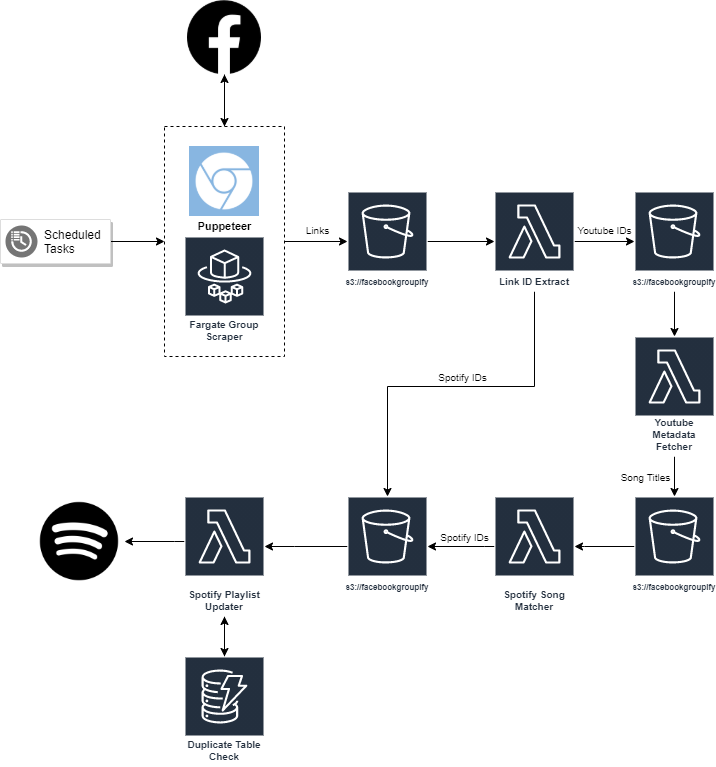 Puppeteer
Scheduled
Tasks
Links
Youtube IDs
s3://facebookgroupify
Link ID Extract
s3://facebookgroupify
Fargate Group
Scraper
Spotify IDs
Youtube
Metadata
Fetcher
Song Titles
Spotify IDs
s3://facebookgroupify
s3://facebookgroupify
Spotify Playlist
Updater
Spotify Song
Matcher
Duplicate Table
Check